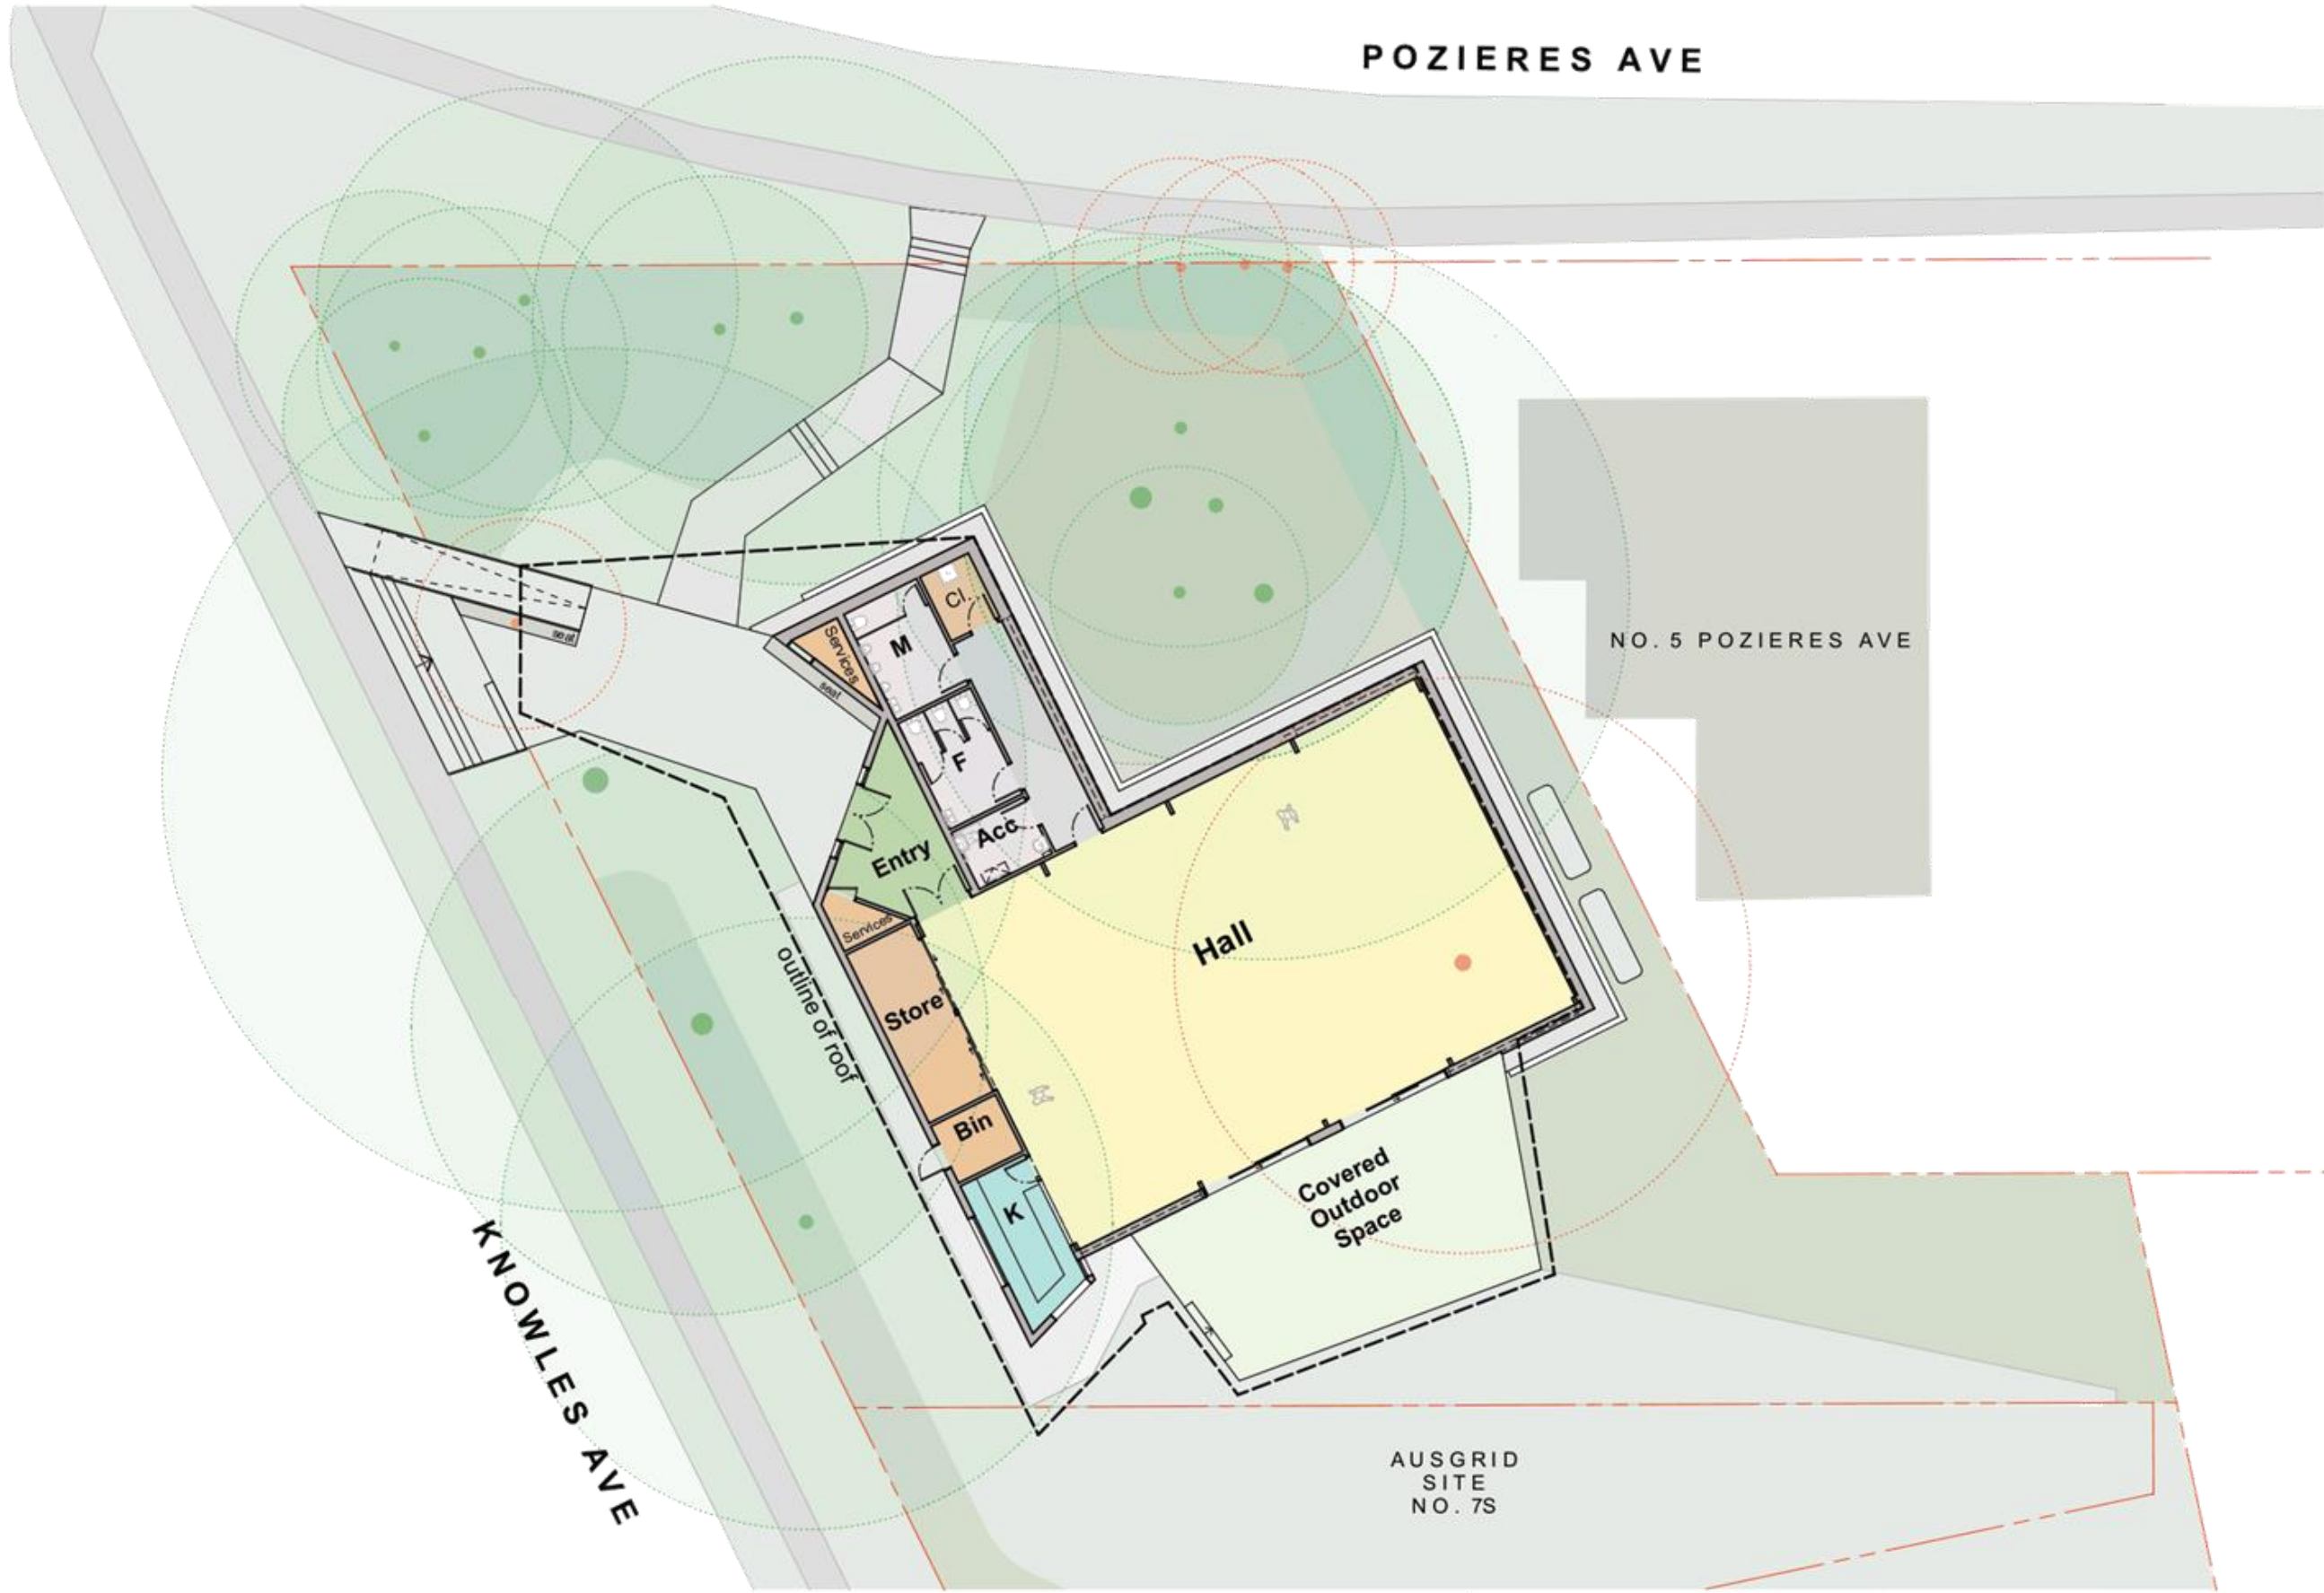 POZIERES AVE
Cl.
Services
M
seat
seat
NO. 5 POZIERES AVE
F
Acc.
Entry
Services
Hall
outline of roof
Store
Bin
K
Covered
Outdoor
Space
KNOWLES AVE
AUSGRID
SITE
NO. 7S